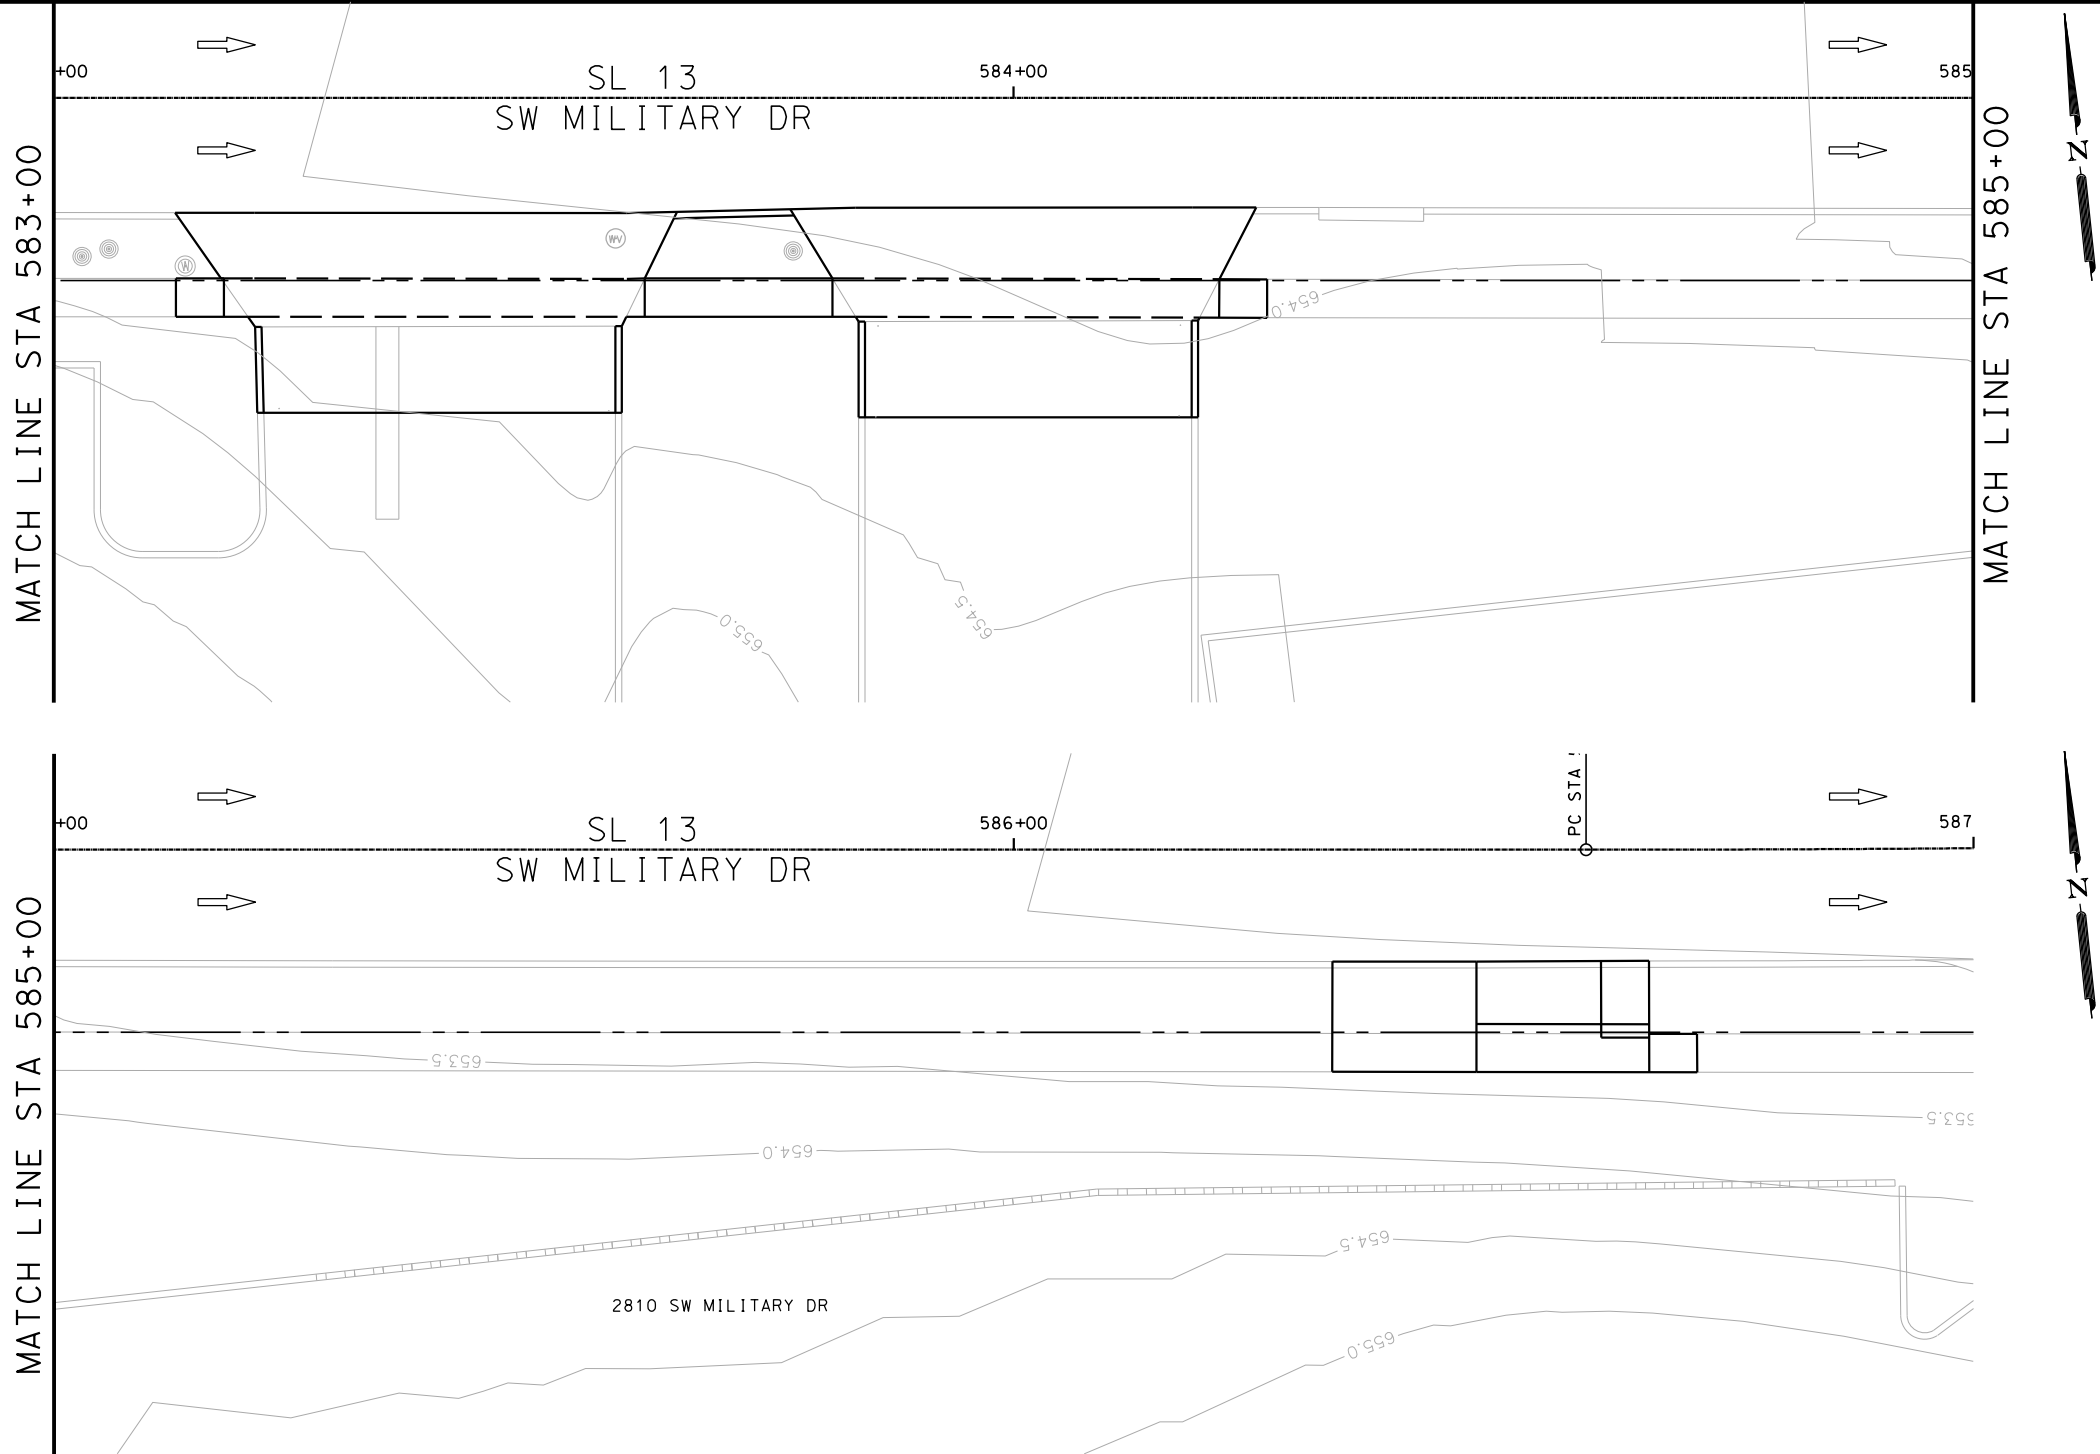 +00
SL 13
584+00
585
SW MILITARY DR
MATCH LINE STA 583+00
MATCH LINE STA 585+00
N
W
WV
654.0
654.5
655.0
PC STA
+00
SL 13
586+00
587
SW MILITARY DR
MATCH LINE STA 585+00
N
653.5
653.5
654.0
654.5
2810 SW MILITARY DR
655.0